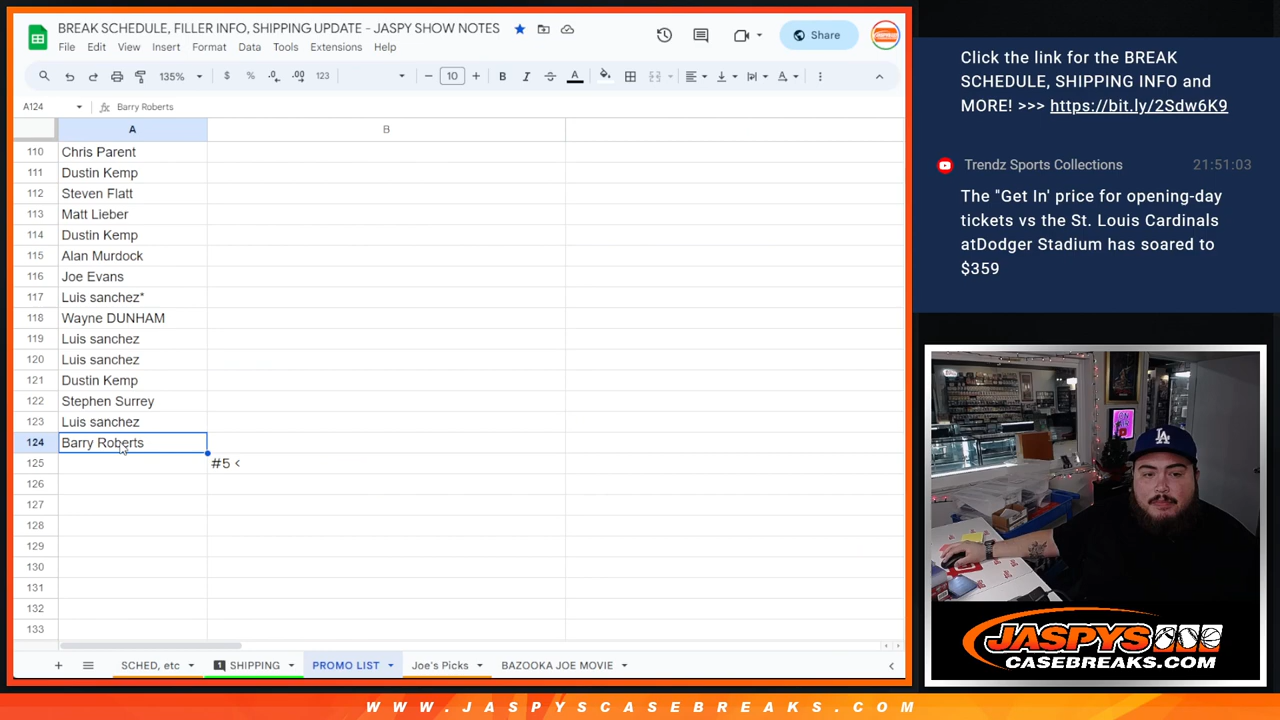 BREAK SCHEDULE, FILLER INFO, SHIPPING UPDATE - JASPY SHOW NOTES
File Edit View Insert Format Data Tools Extensions Help
Share
135% $ % .0 .00 123 10 B I A
A124 fx Barry Roberts
A B
110 Chris Parent
111 Dustin Kemp
112 Steven Flatt
113 Matt Lieber
114 Dustin Kemp
115 Alan Murdock
116 Joe Evans
117 Luis sanchez*
118 Wayne DUNHAM
119 Luis sanchez
120 Luis sanchez
121 Dustin Kemp
122 Stephen Surrey
123 Luis sanchez
124 Barry Roberts
125 #5 <
126
127
128
129
130
131
132
133
SCHED, etc 1 SHIPPING PROMO LIST Joe's Picks BAZOOKA JOE MOVIE
Click the link for the BREAK
SCHEDULE, SHIPPING INFO and
MORE! >>> https://bit.ly/2Sdw6K9
Trendz Sports Collections 21:51:03
The "Get In' price for opening-day
tickets vs the St. Louis Cardinals
atDodger Stadium has soared to
$359
LA
JASPYS
CASEBREAKS.COM
WWW.JASPYSCASEBREAKS.COM